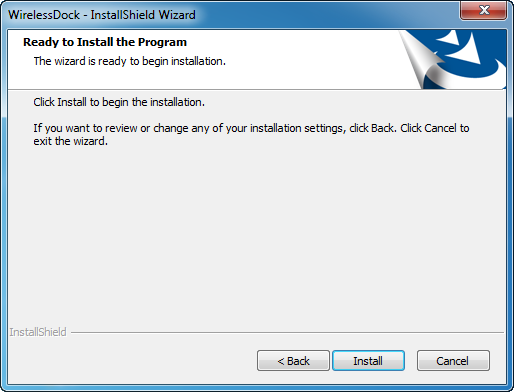 WirelessDock - InstallShield Wizard
Ready to Install the Program
The wizard is ready to begin installation.
Click Install to begin the installation.
If you want to review or change any of your installation settings, click Back. Click Cancel to
exit the wizard.
InstallShield
< Back Install Cancel